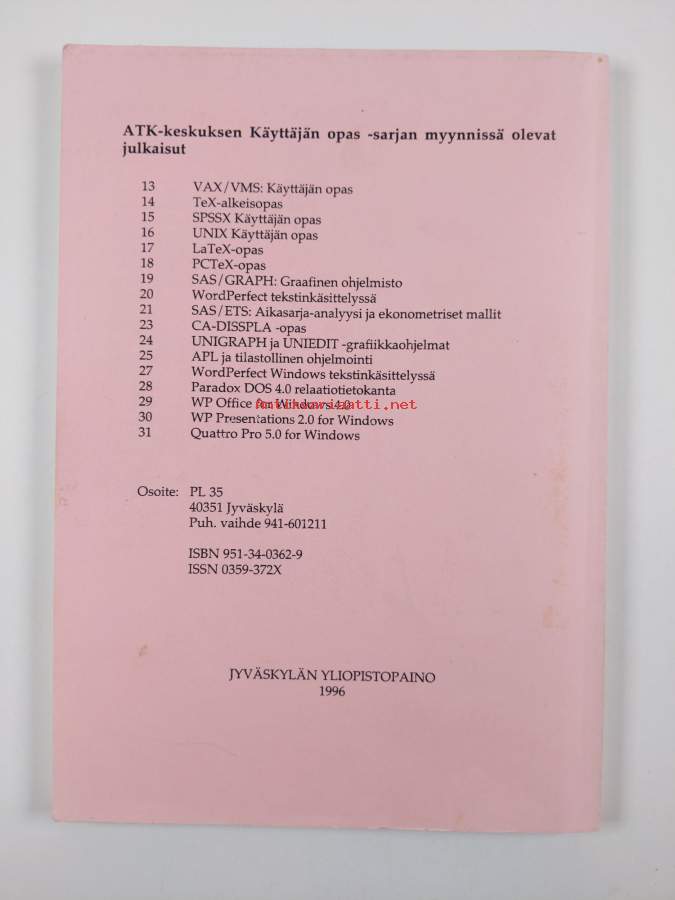 ATK-keskuksen Käyttäjän opas -sarjan myynnissä olevat
julkaisut
13 VAX/VMS: Käyttäjän opas
14 TeX-alkeisopas
15 SPSSX Käyttäjän opas
16 UNIX Käyttäjän opas
17 LaTeX-opas
18 PCTeX-opas
19 SAS/GRAPH: Graafinen ohjelmisto
20 WordPerfect tekstinkäsittelyssä
21 SAS/ETS: Aikasarja-analyysi ja ekonometriset mallit
23 CA-DISSPLA -opas
24 UNIGRAPH ja UNIEDIT -grafiikkaohjelmat
25 APL ja tilastollinen ohjelmointi
27 WordPerfect Windows tekstinkäsittelyssä
28 Paradox DOS 4.0 relaatiotietokanta
29 WP Office for Windows 4.0
Antikvariaatti.net
30 WP Presentations 2.0 for Windows
31 Quattro Pro 5.0 for Windows
Osoite: PL 35
40351 Jyväskylä
Puh. vaihde 941-601211
ISBN 951-34-0362-9
ISSN 0359-372X
JYVÄSKYLÄN YLIOPISTOPAINO
1996